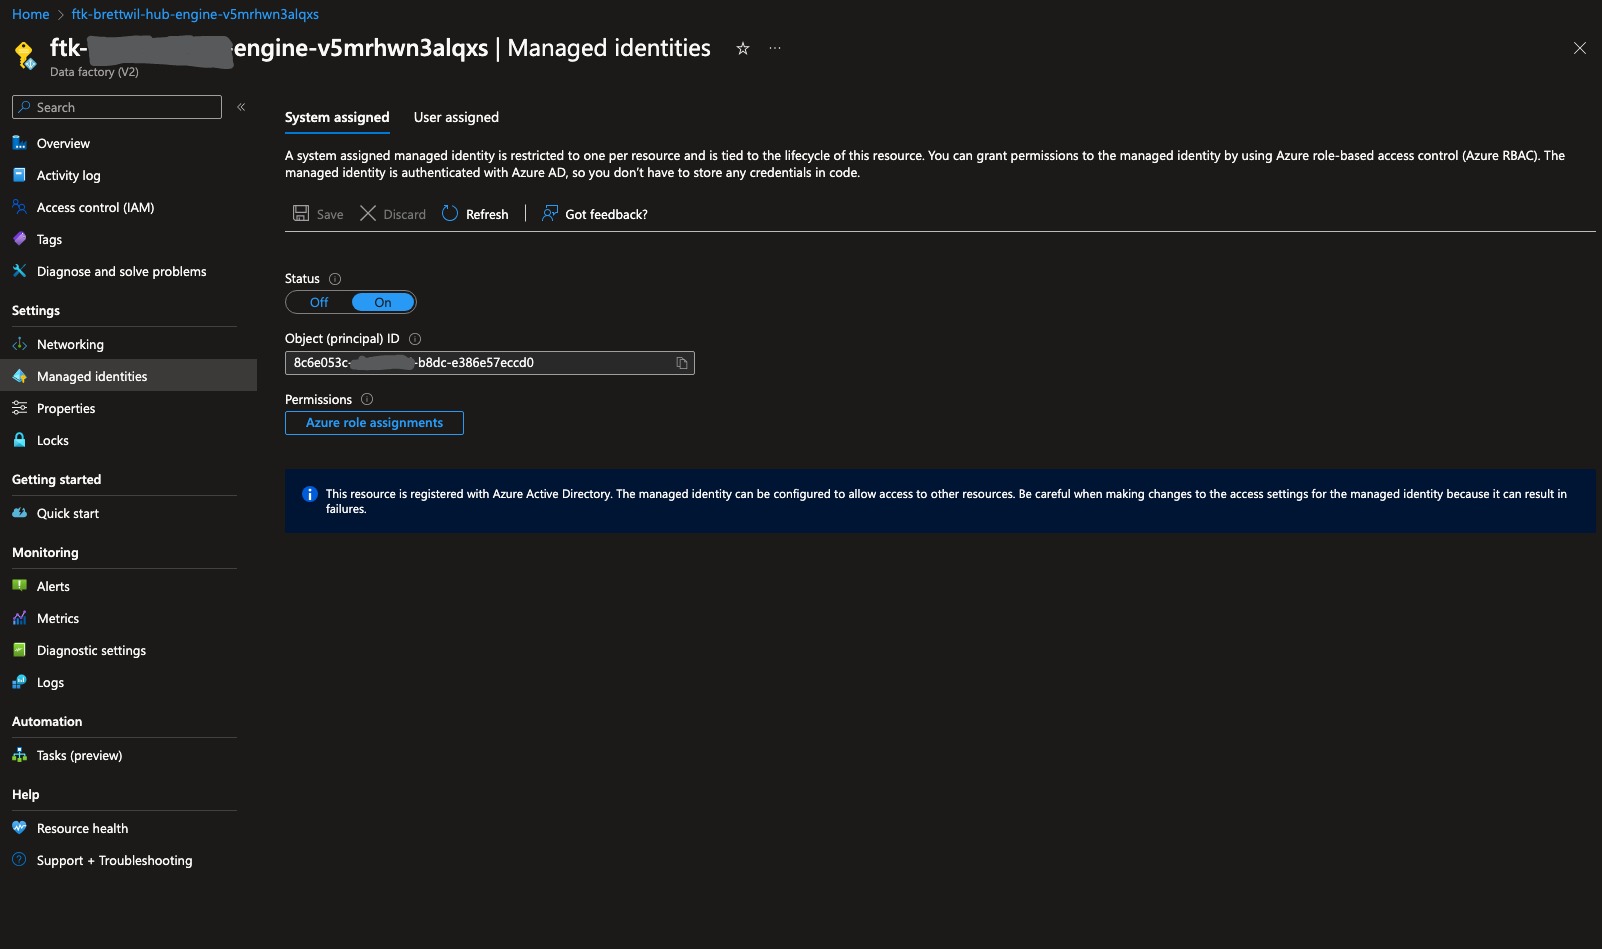 Home > ftk-brettwil-hub-engine-v5mrhwn3alqxs
ftk- -engine-v5mrhwn3alqxs | Managed identities
Data factory (V2)
Search
Overview
Activity log
Access control (IAM)
Tags
Diagnose and solve problems
Settings
Networking
Managed identities
Properties
Locks
Getting started
Quick start
Monitoring
Alerts
Metrics
Diagnostic settings
Logs
Automation
Tasks (preview)
Help
Resource health
Support + Troubleshooting
System assigned User assigned
A system assigned managed identity is restricted to one per resource and is tied to the lifecycle of this resource. You can grant permissions to the managed identity by using Azure role-based access control (Azure RBAC). The
managed identity is authenticated with Azure AD, so you don't have to store any credentials in code.
Save Discard Refresh | Got feedback?
Status
Off On
Object (principal) ID
8c6e053c- -b8dc-e386e57eccd0
Permissions
Azure role assignments
This resource is registered with Azure Active Directory. The managed identity can be configured to allow access to other resources. Be careful when making changes to the access settings for the managed identity because it can result in
failures.